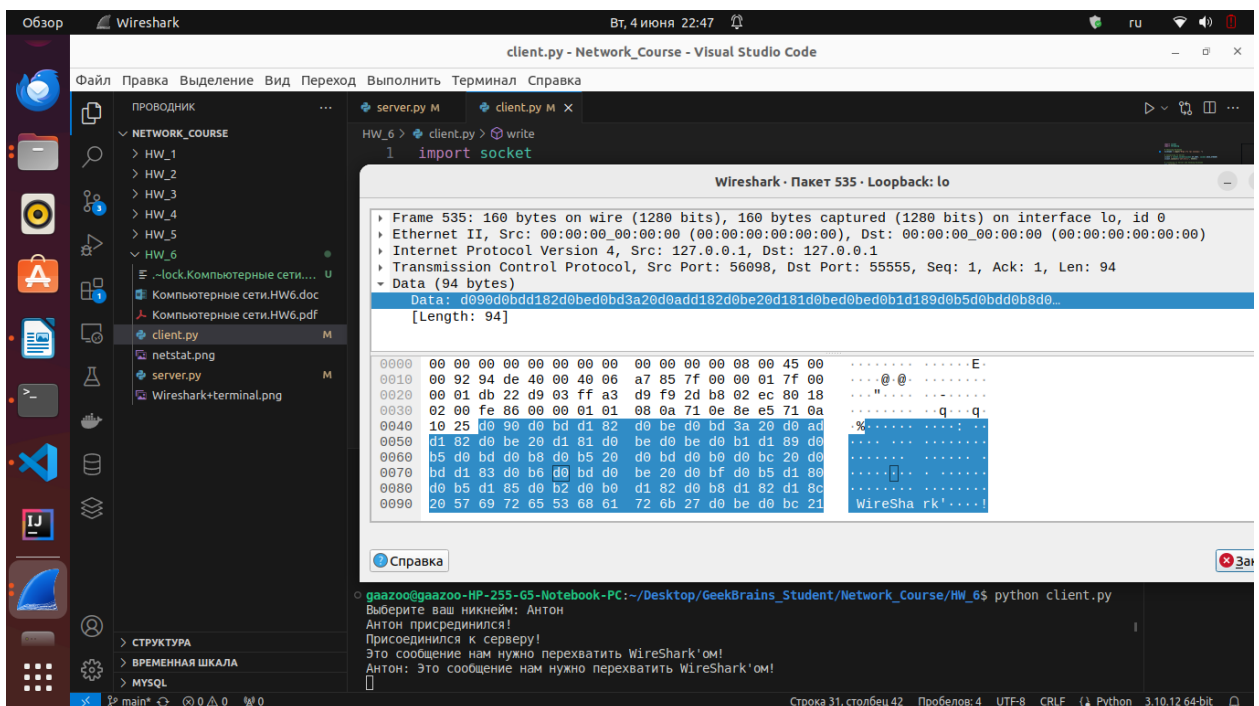 Обзор
Wireshark
Вт, 4 июня 22:47
ru
client.py - Network_Course - Visual Studio Code
Файл Правка Выделение Вид Переход Выполнить Терминал Справка
ПРОВОДНИК
NETWORK_COURSE
HW_1
HW_2
HW_3
HW_4
HW_5
HW_6
.~lock.Компьютерные сети.... U
Компьютерные сети.HW6.doc
Компьютерные сети.HW6.pdf
client.py M
netstat.png
server.py M
Wireshark+terminal.png
СТРУКТУРА
ВРЕМЕННАЯ ШКАЛА
MYSQL
server.py M
client.py M
HW_6 > client.py > write
1 import socket
Wireshark · Пакет 535 · Loopback: lo
Frame 535: 160 bytes on wire (1280 bits), 160 bytes captured (1280 bits) on interface lo, id 0
Ethernet II, Src: 00:00:00_00:00:00 (00:00:00:00:00:00), Dst: 00:00:00_00:00:00 (00:00:00:00:00:00)
Internet Protocol Version 4, Src: 127.0.0.1, Dst: 127.0.0.1
Transmission Control Protocol, Src Port: 56098, Dst Port: 55555, Seq: 1, Ack: 1, Len: 94
Data (94 bytes)
Data: d090d0bdd182d0bed0bd3a20d0add182d0be20d181d0bed0bed0b1d189d0b5d0bdd0b8d0…
[Length: 94]
0000 00 00 00 00 00 00 00 00 00 00 00 00 08 00 45 00 ········ ······E·
0010 00 92 94 de 40 00 40 06 a7 85 7f 00 00 01 7f 00 ····@·@· ········
0020 00 01 db 22 d9 03 ff a3 d9 f9 2d b8 02 ec 80 18 ···"···· ··-·····
0030 02 00 fe 86 00 00 01 01 08 0a 71 0e 8e e5 71 0a ········ ··q···q·
0040 10 25 d0 90 d0 bd d1 82 d0 be d0 bd 3a 20 d0 ad ·%······ ····: ··
0050 d1 82 d0 be 20 d1 81 d0 be d0 be d0 b1 d1 89 d0 ···· ··· ········
0060 b5 d0 bd d0 b8 d0 b5 20 d0 bd d0 b0 d0 bc 20 d0 ······· ······ ·
0070 bd d1 83 d0 b6 d0 bd d0 be 20 d0 bf d0 b5 d1 80 ········ · ······
0080 d0 b5 d1 85 d0 b2 d0 b0 d1 82 d0 b8 d1 82 d1 8c ········ ········
0090 20 57 69 72 65 53 68 61 72 6b 27 d0 be d0 bc 21 WireSha rk'····!
Справка
gaazoo@gaazoo-HP-255-G5-Notebook-PC:~/Desktop/GeekBrains_Student/Network_Course/HW_6$ python client.py
Выберите ваш никнейм: Антон
Антон присрединился!
Присоединился к серверу!
Это сообщение нам нужно перехватить WireShark'ом!
Антон: Это сообщение нам нужно перехватить WireShark'ом!
main* 0 0 0
Строка 31, столбец 42 Пробелов: 4 UTF-8 CRLF Python 3.10.12 64-bit